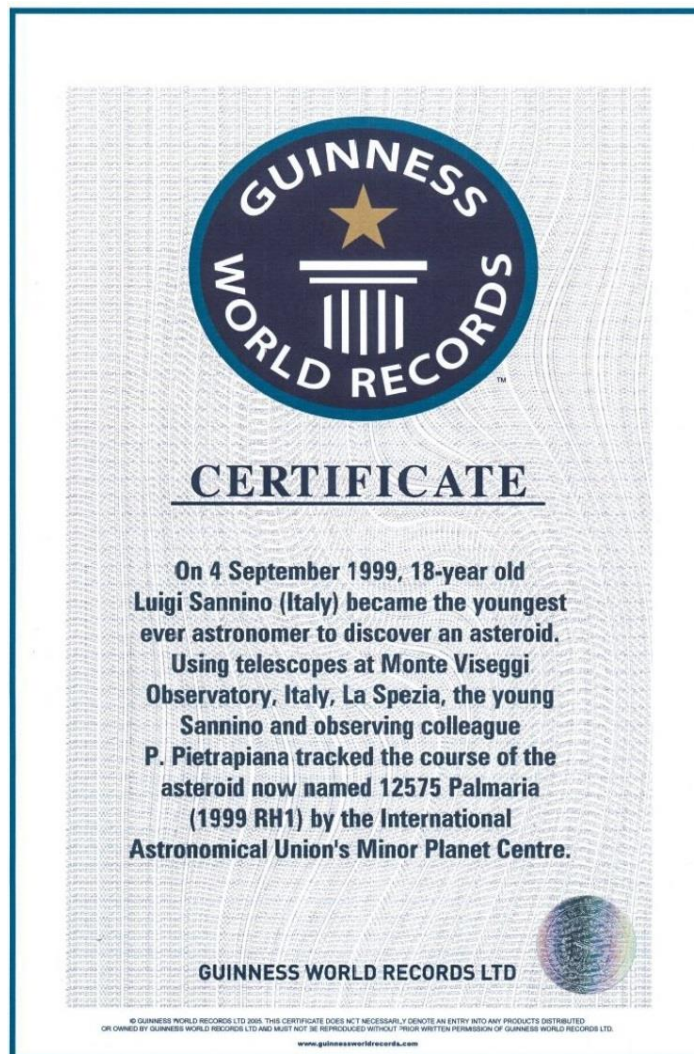 GUINNESS
WORLD RECORDS
TM
CERTIFICATE
On 4 September 1999, 18-year old
Luigi Sannino (Italy) became the youngest
ever astronomer to discover an asteroid.
Using telescopes at Monte Viseggi
Observatory, Italy, La Spezia, the young
Sannino and observing colleague
P. Pietrapiana tracked the course of the
asteroid now named 12575 Palmaria
(1999 RH1) by the International
Astronomical Union's Minor Planet Centre.
GUINNESS WORLD RECORDS LTD
© GUINNESS WORLD RECORDS LTD 2005. THIS CERTIFICATE DOES NOT NECESSARILY DENOTE AN ENTRY INTO ANY PRODUCTS DISTRIBUTED
OR OWNED BY GUINNESS WORLD RECORDS LTD AND MUST NOT BE REPRODUCED WITHOUT PRIOR WRITTEN PERMISSION OF GUINNESS WORLD RECORDS LTD.
www.guinnessworldrecords.com